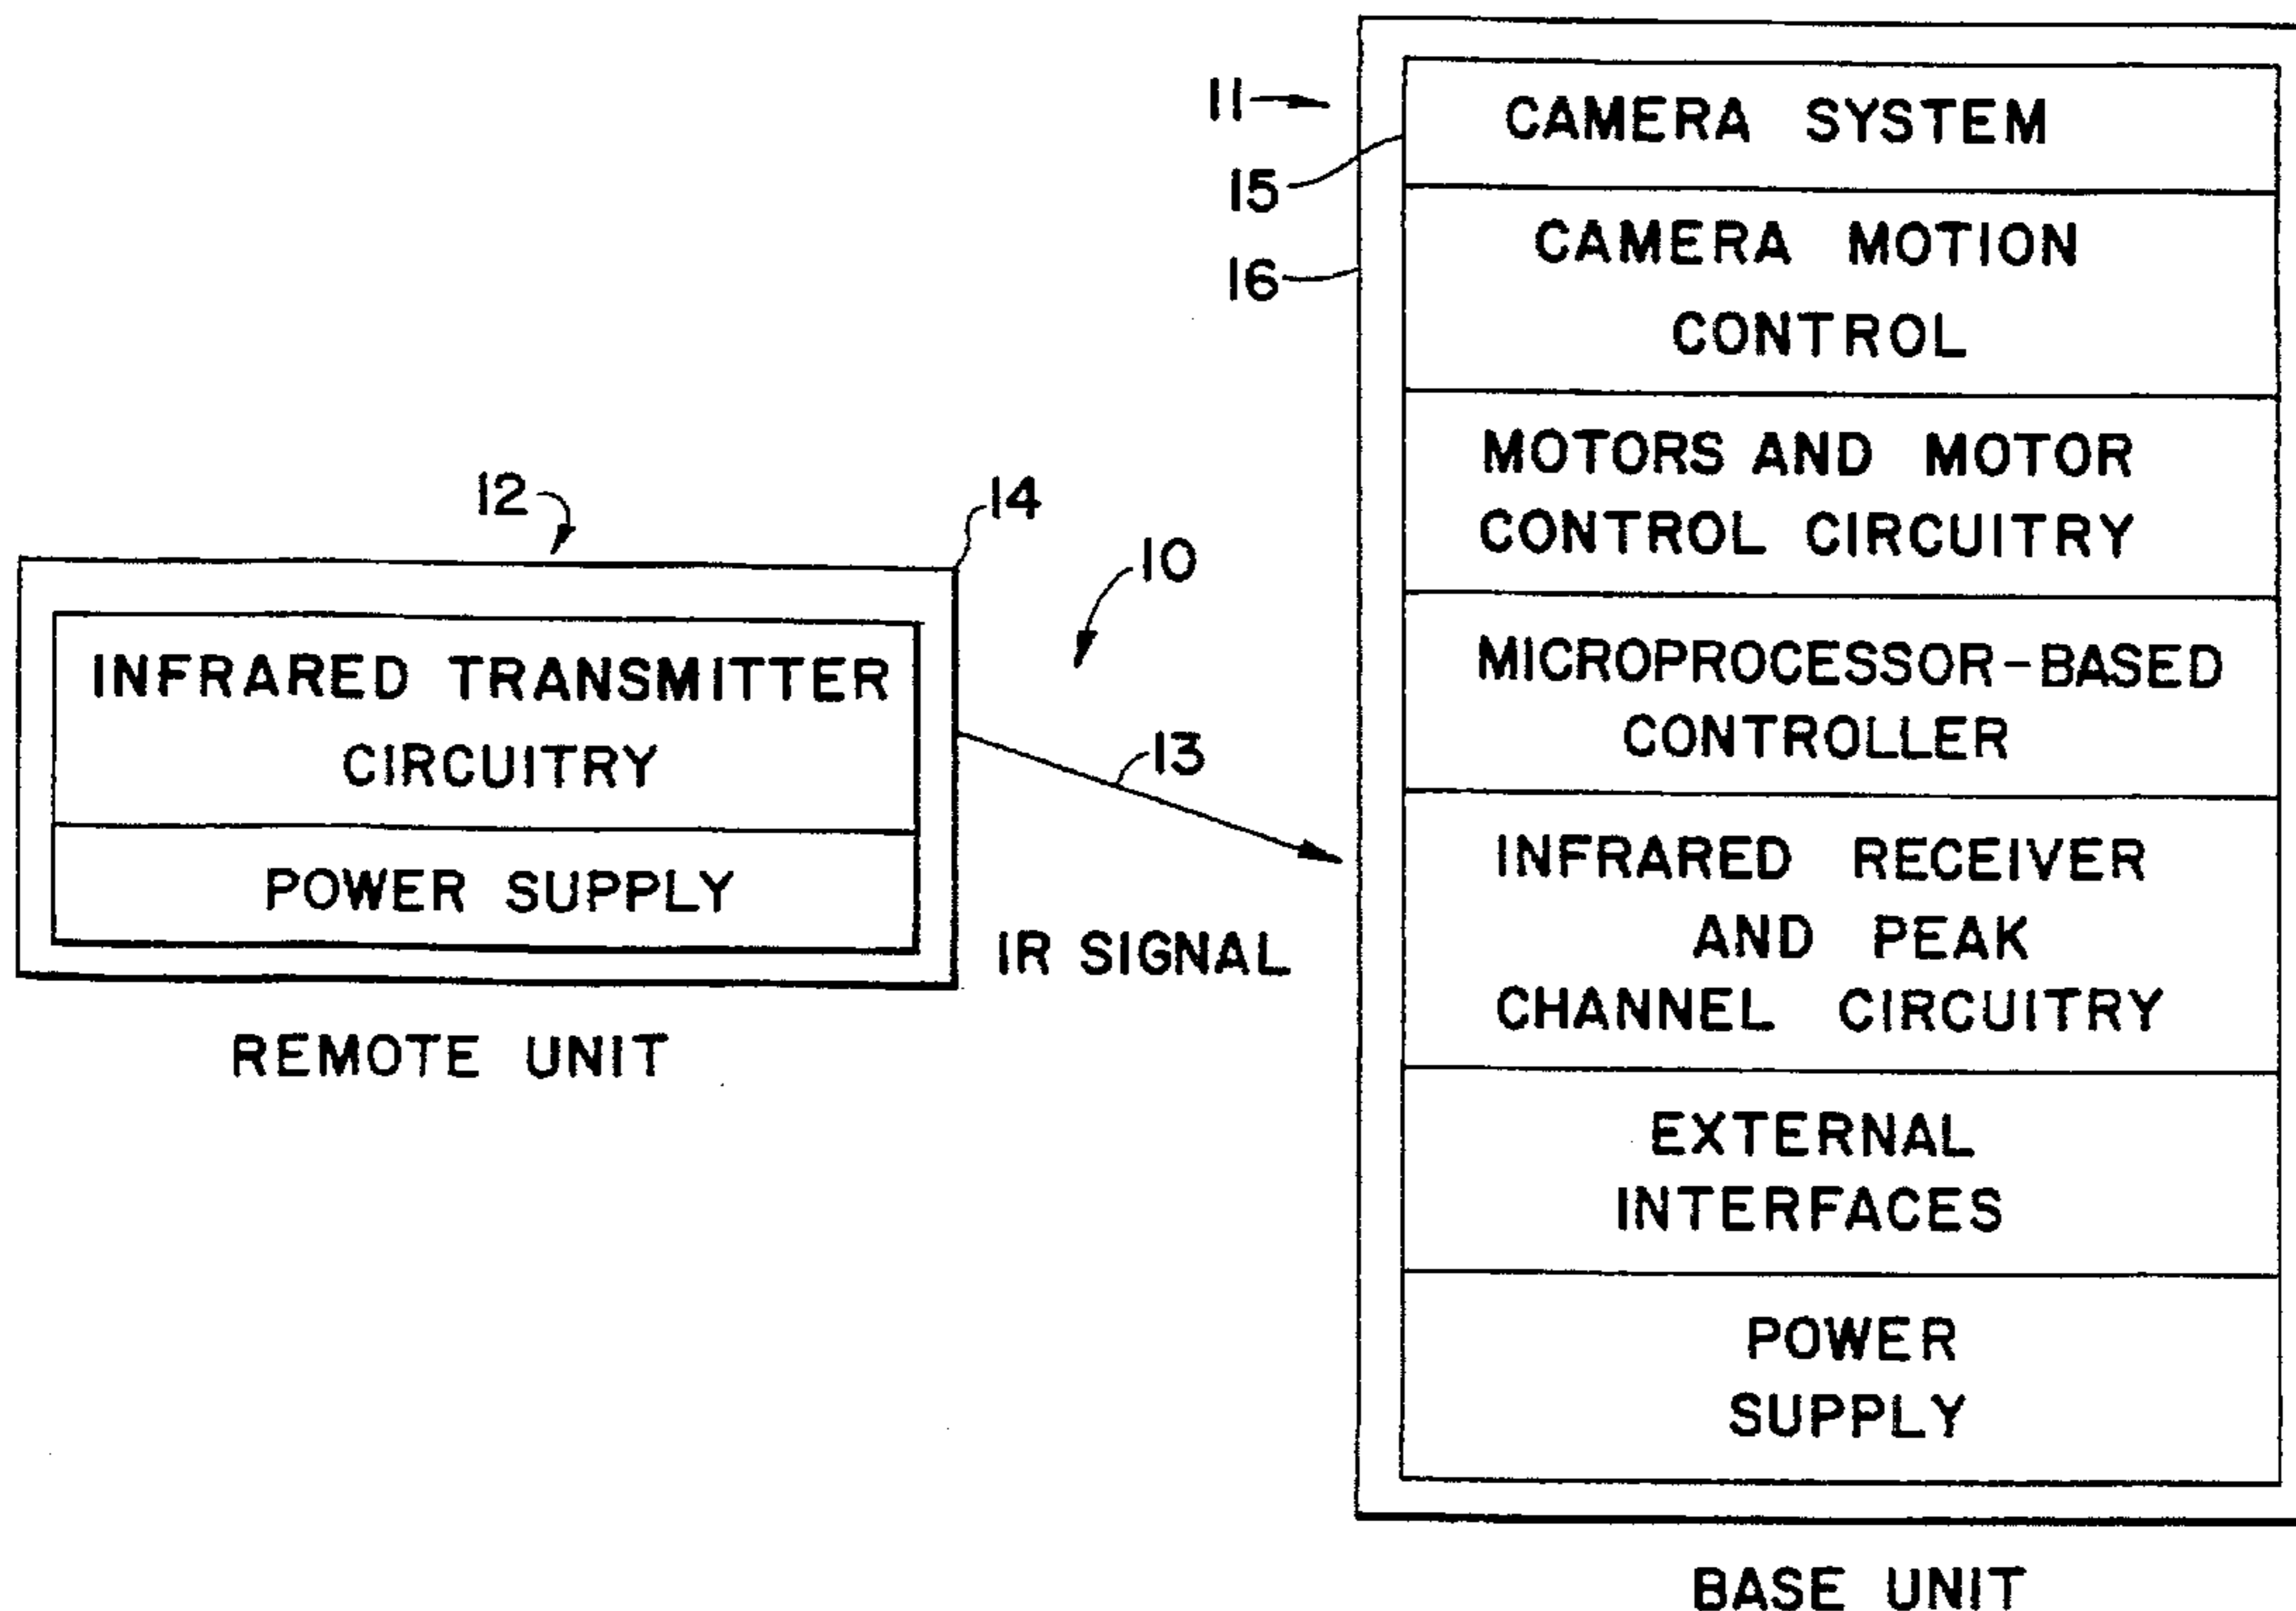 12
14
INFRARED TRANSMITTER
CIRCUITRY
POWER SUPPLY
REMOTE UNIT
10
13
IR SIGNAL
11
15
16
CAMERA SYSTEM
CAMERA MOTION
CONTROL
MOTORS AND MOTOR
CONTROL CIRCUITRY
MICROPROCESSOR-BASED
CONTROLLER
INFRARED RECEIVER
AND PEAK
CHANNEL CIRCUITRY
EXTERNAL
INTERFACES
POWER
SUPPLY
BASE UNIT